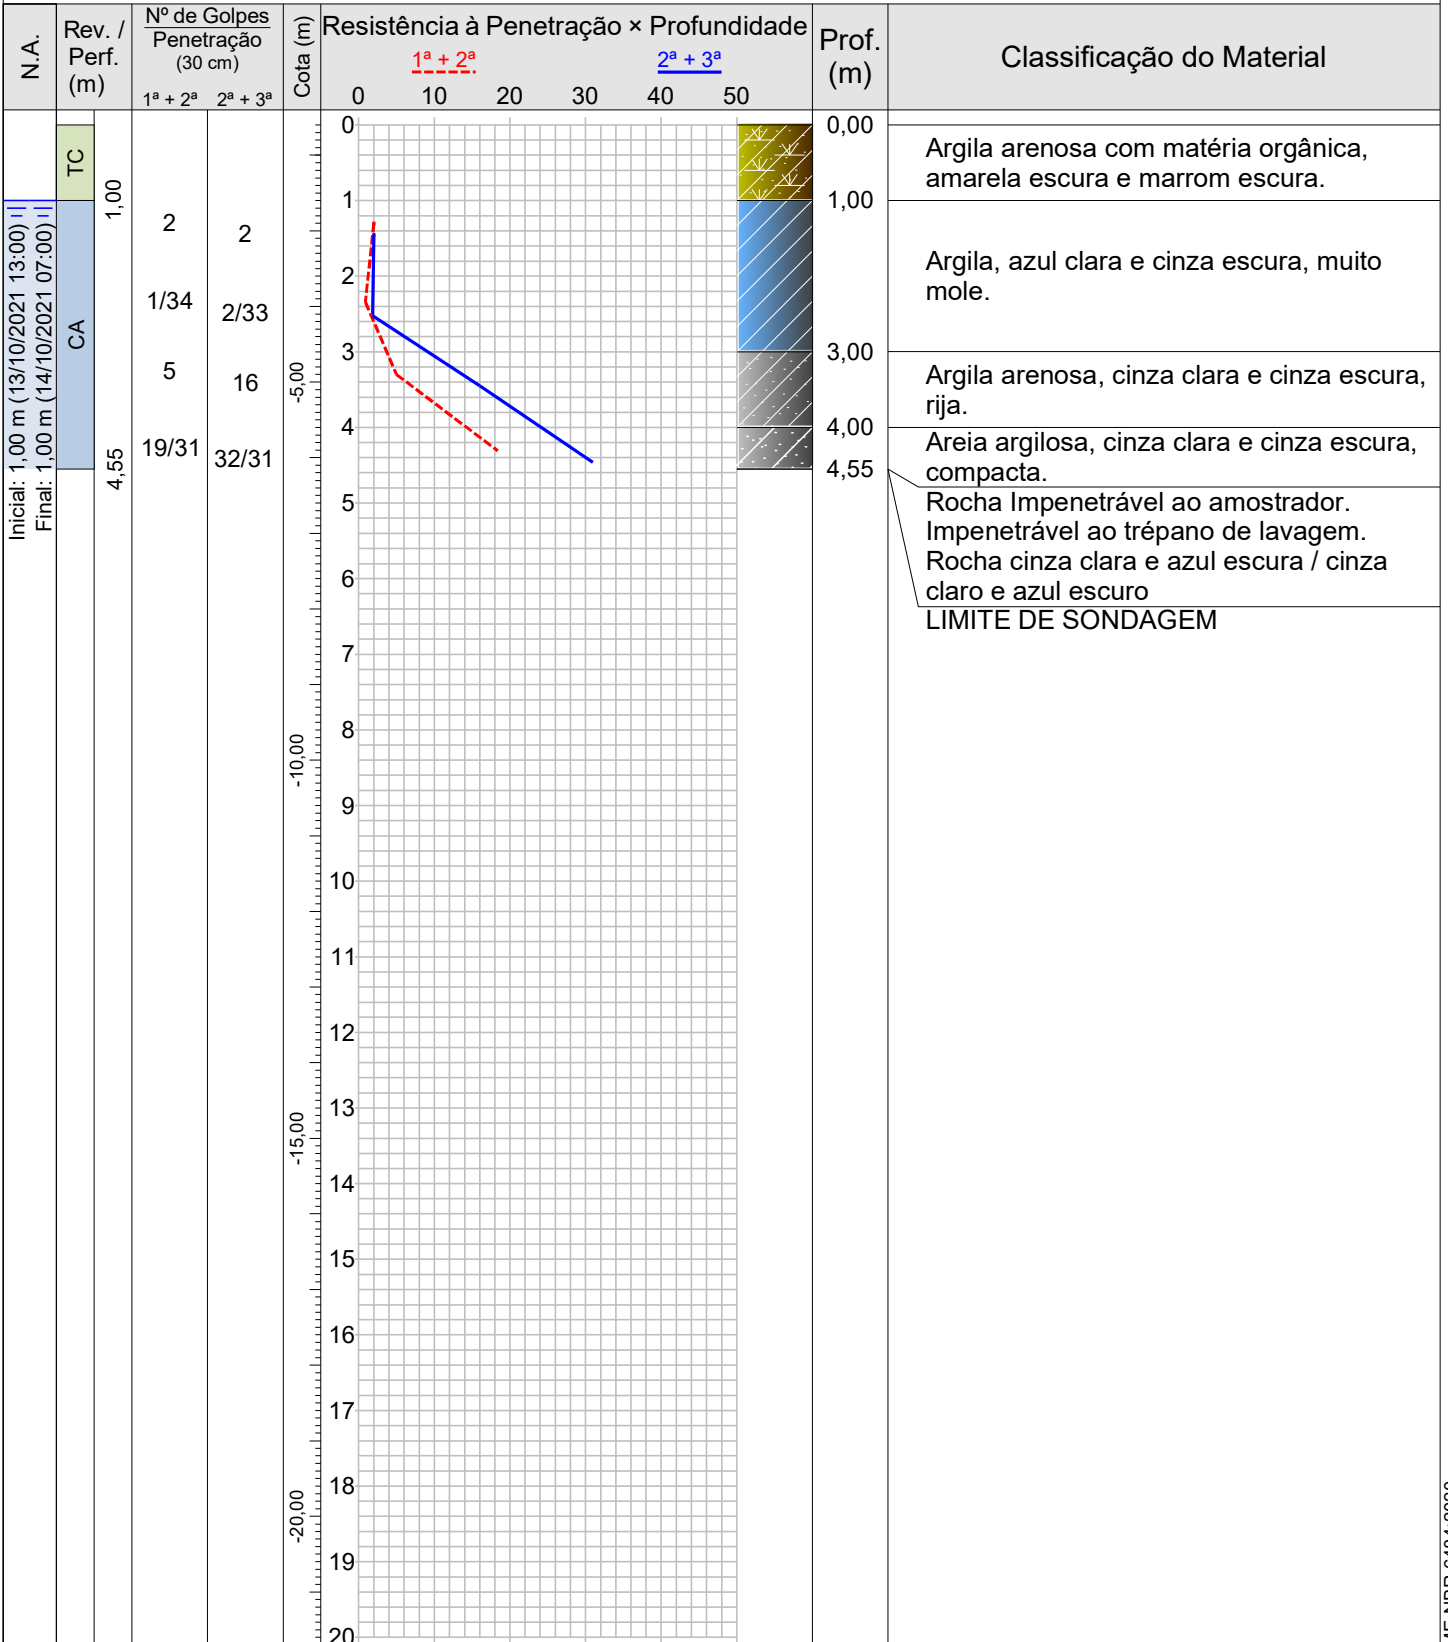 N.A.
Rev. /
Perf.
(m)
Nº de Golpes
Penetração
(30 cm)
1ª + 2ª 2ª + 3ª
Cota (m)
Resistência à Penetração × Profundidade
1ª + 2ª 2ª + 3ª
0 10 20 30 40 50
Prof.
(m)
Classificação do Material
Inicial: 1,00 m (13/10/2021 13:00)
Final: 1,00 m (14/10/2021 07:00)
TC
CA
1,00
4,55
2 2
1/34 2/33
5 16
19/31 32/31
-5,00
-10,00
-15,00
-20,00
0
1
2
3
4
5
6
7
8
9
10
11
12
13
14
15
16
17
18
19
20
0,00
1,00
3,00
4,00
4,55
Argila arenosa com matéria orgânica,
amarela escura e marrom escura.
Argila, azul clara e cinza escura, muito
mole.
Argila arenosa, cinza clara e cinza escura,
rija.
Areia argilosa, cinza clara e cinza escura,
compacta.
Rocha Impenetrável ao amostrador.
Impenetrável ao trépano de lavagem.
Rocha cinza clara e azul escura / cinza
claro e azul escuro
LIMITE DE SONDAGEM